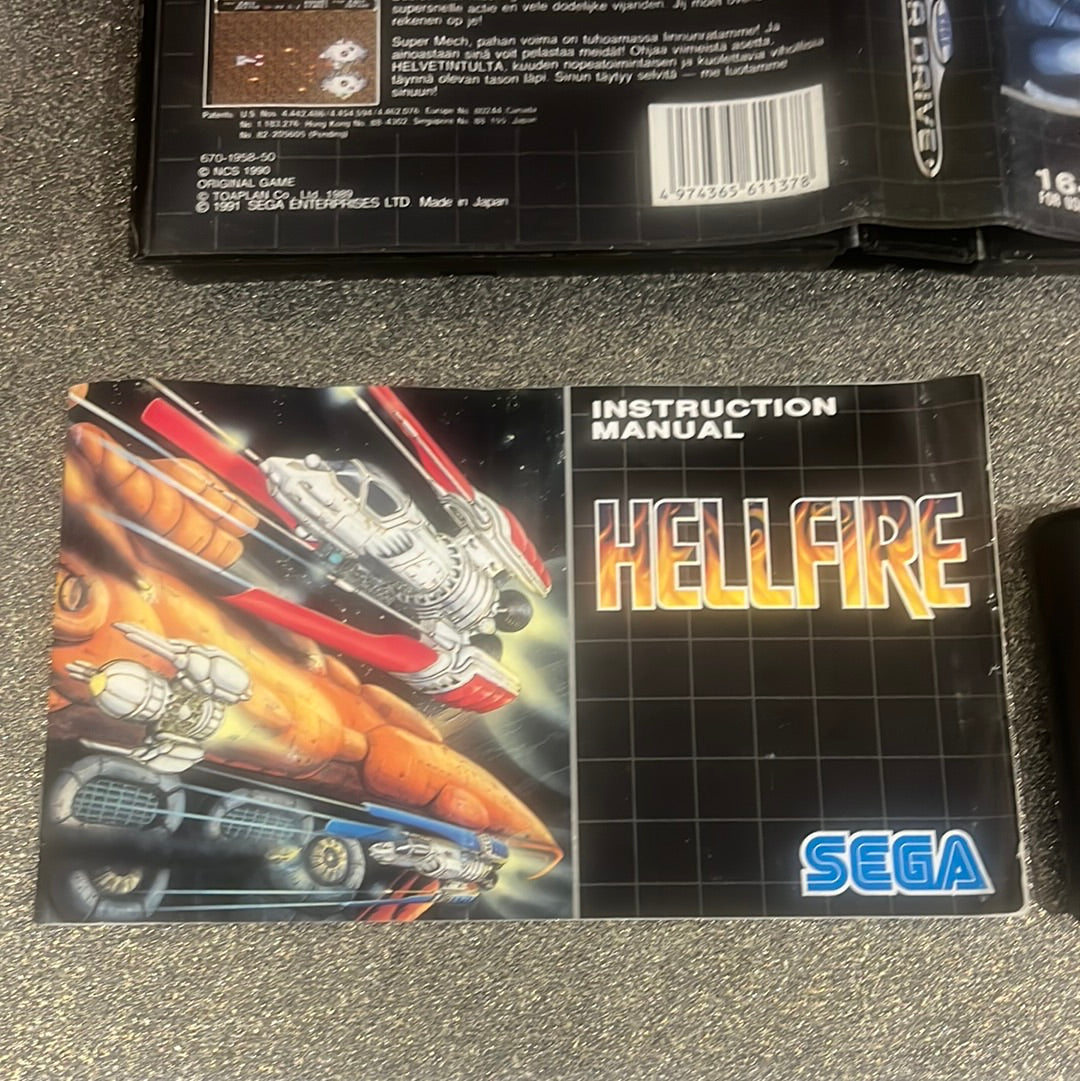 supersnelle actie en vele dodelijke vijanden. Jij moet
rekenen op je!
Super Mech, pahan voima on tuhoamassa linnunratamme! Ja
ainoastaan sinä voit pelastaa meidät! Ohjaa viimeistä asetta,
HELVETINTULTA, kuuden nopeatoimintaisen ja kuolettavia vihollisia
täynnä olevan tason läpi. Sinun täytyy selvitä — me luotamme
sinuun!
Patents: U.S. Nos. 4,442,486/4,454,594/4,462,076 Europe No. 80244 Canada
No. 1,183,276 Hong Kong No. 88-4302 Singapore No. 88 155 Japan
No. 82-205605 (Pending)
670-1958-50
© NCS 1990
ORIGINAL GAME
© TOAPLAN Co., Ltd. 1989
© 1991 SEGA ENTERPRISES LTD Made in Japan
4 974365 611378
A DRIVE
16
FOR
INSTRUCTION
MANUAL
HELLFIRE
SEGA